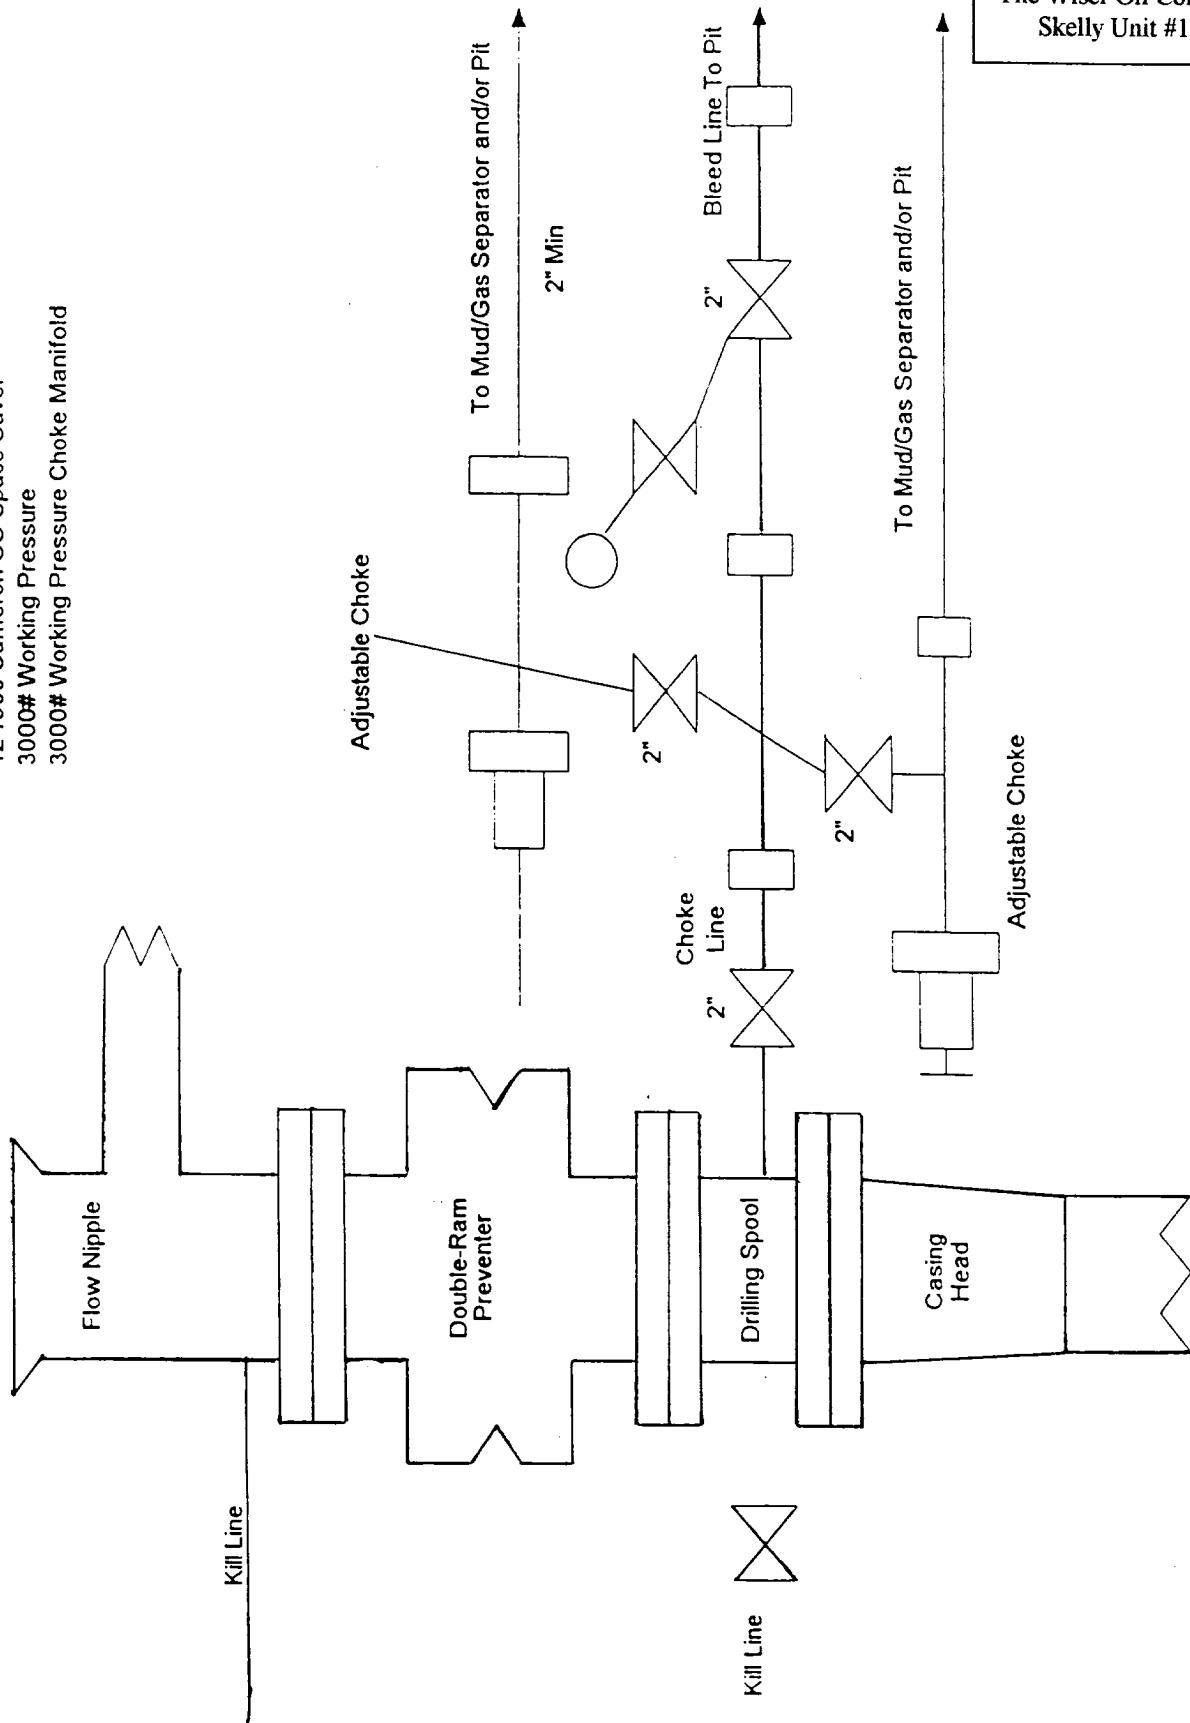 3000# Working Pressure
3000# Working Pressure Choke Manifold
Skelly Unit #1
Kill Line
Flow Nipple
Adjustable Choke
To Mud/Gas Separator and/or Pit
2" Min
Double-Ram
Preventer
2"
2"
Bleed Line To Pit
Choke
Line
2"
2"
Kill Line
Drilling Spool
To Mud/Gas Separator and/or Pit
Casing
Head
Adjustable Choke